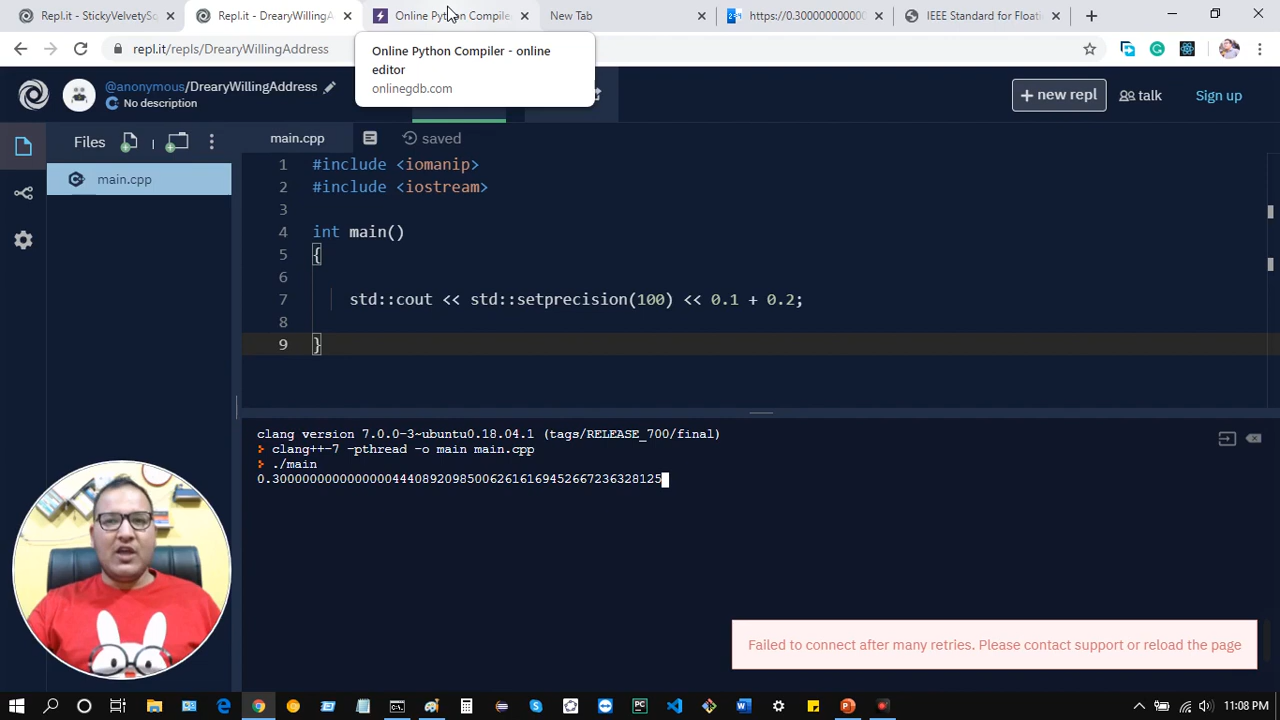 Repl.it - StickyVelvetySc
Repl.it - DrearyWillingA
Online Python Compile
New Tab
https://0.3000000000
IEEE Standard for Floati
repl.it/repls/DrearyWillingAddress
Online Python Compiler - online
editor
onlinegdb.com
@anonymous/DrearyWillingAddress
No description
+ new repl
talk
Sign up
Files
main.cpp
saved
main.cpp
1 #include <iomanip>
2 #include <iostream>
3
4 int main()
5 {
6
7 std::cout << std::setprecision(100) << 0.1 + 0.2;
8
9 }
clang version 7.0.0-3~ubuntu0.18.04.1 (tags/RELEASE_700/final)
clang++-7 -pthread -o main main.cpp
./main
0.3000000000000000444089209850062616169452667236328125
Failed to connect after many retries. Please contact support or reload the page
11:08 PM